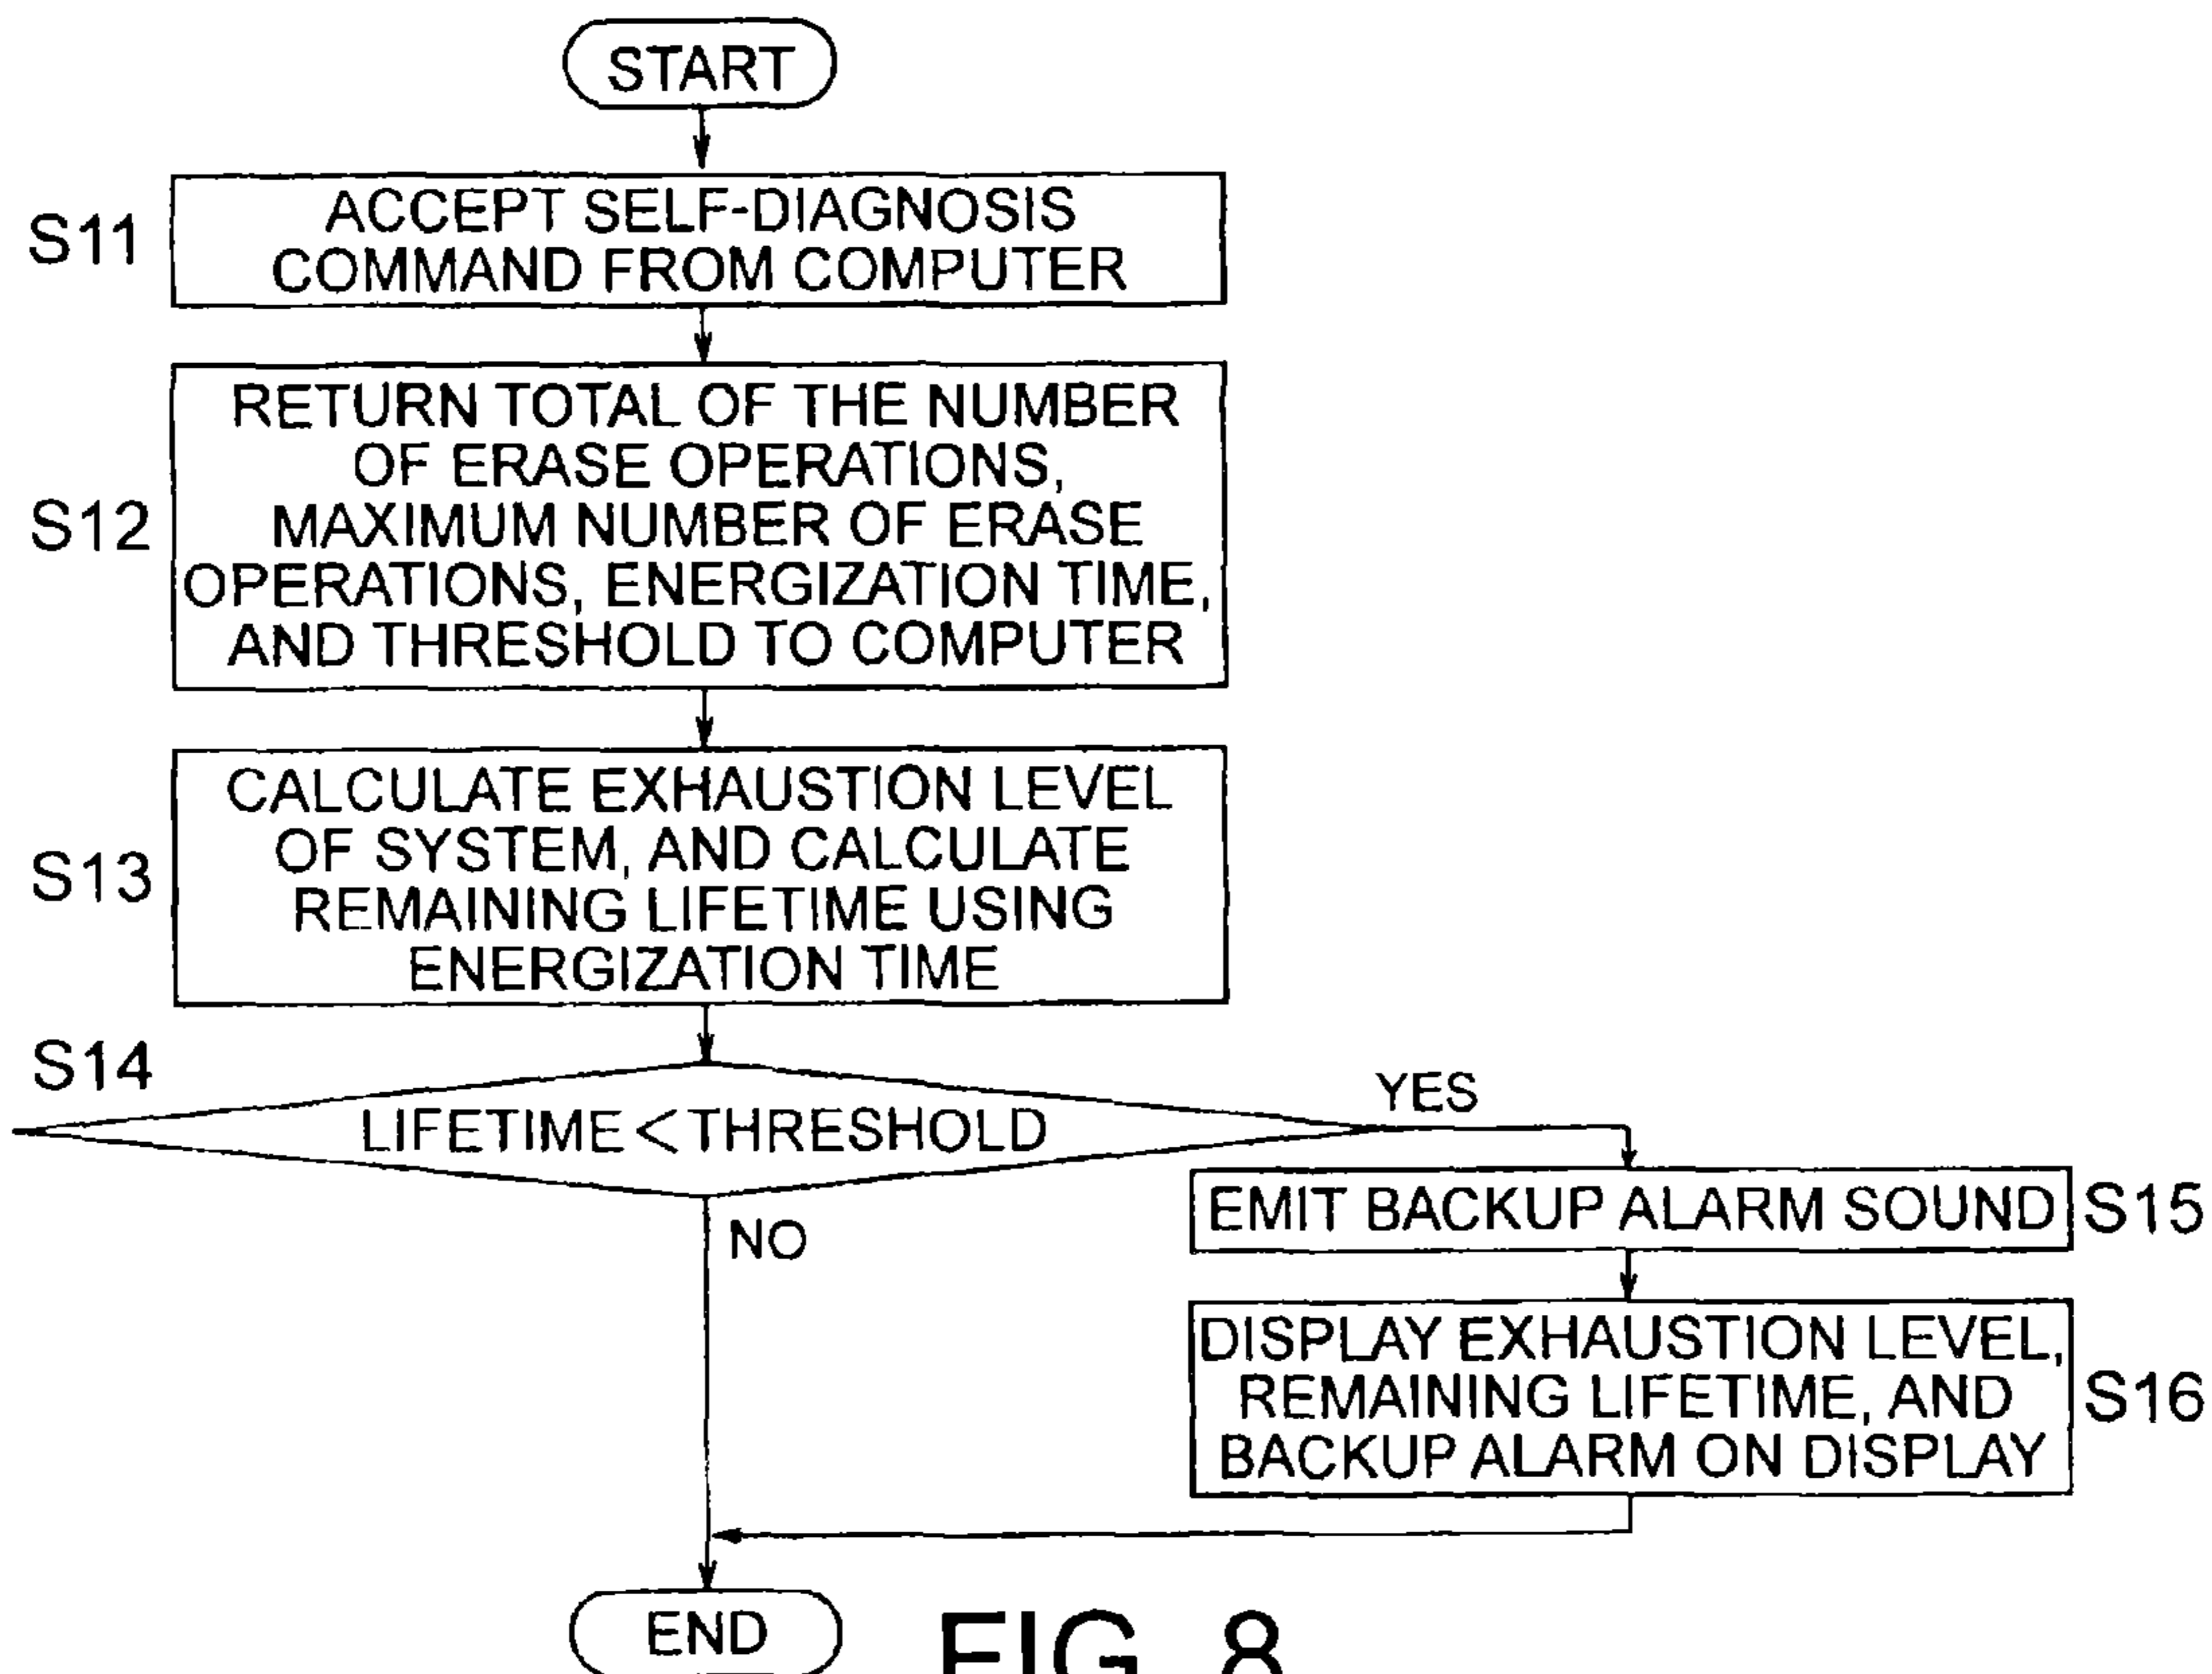 START
S11
ACCEPT SELF-DIAGNOSIS
COMMAND FROM COMPUTER
S12
RETURN TOTAL OF THE NUMBER
OF ERASE OPERATIONS,
MAXIMUM NUMBER OF ERASE
OPERATIONS, ENERGIZATION TIME,
AND THRESHOLD TO COMPUTER
S13
CALCULATE EXHAUSTION LEVEL
OF SYSTEM, AND CALCULATE
REMAINING LIFETIME USING
ENERGIZATION TIME
S14
LIFETIME<THRESHOLD
YES
NO
EMIT BACKUP ALARM SOUND
S15
DISPLAY EXHAUSTION LEVEL,
REMAINING LIFETIME, AND
BACKUP ALARM ON DISPLAY
S16
END
FIG. 8